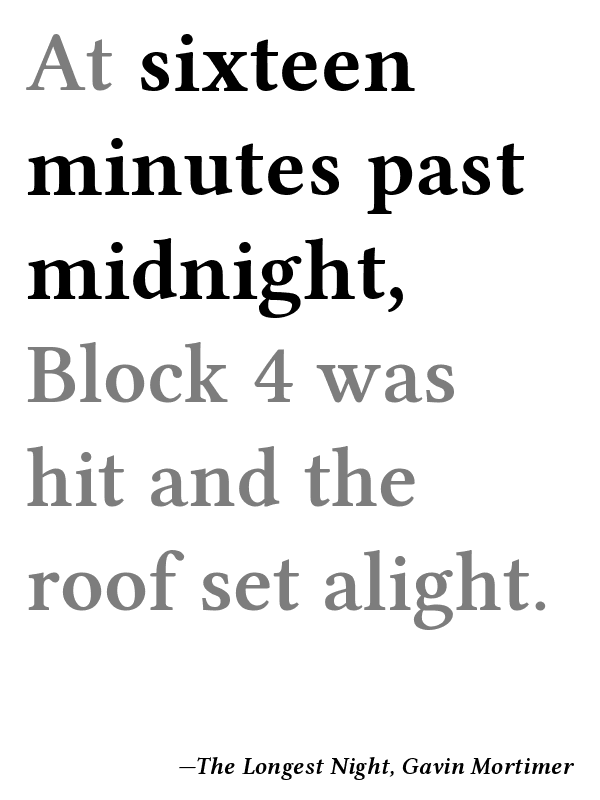 At sixteen
minutes past
midnight,
Block 4 was
hit and the
roof set alight.
—The Longest Night, Gavin Mortimer